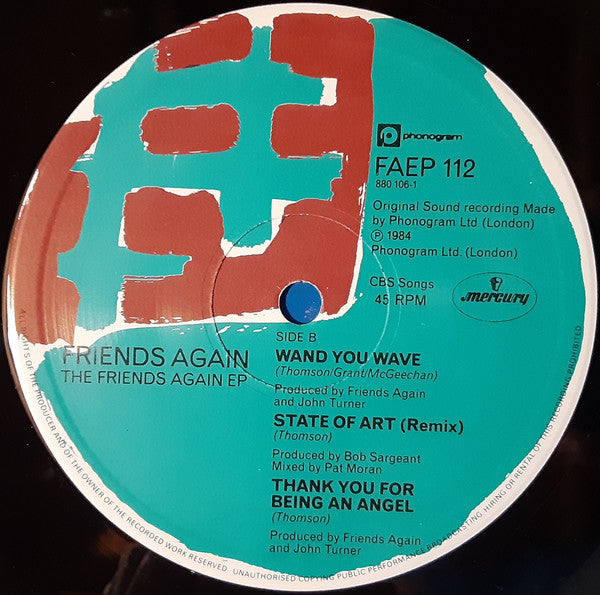 phonogram
FAEP 112
880 106-1
Original Sound recording Made
by Phonogram Ltd (London)
℗ 1984
Phonogram Ltd. (London)
CBS Songs
45 RPM
mercury
FRIENDS AGAIN
THE FRIENDS AGAIN EP
SIDE B
WAND YOU WAVE
(Thomson/Grant/McGeechan)
Produced by Friends Again
and John Turner
STATE OF ART (Remix)
(Thomson)
Produced by Bob Sargeant
Mixed by Pat Moran
THANK YOU FOR
BEING AN ANGEL
(Thomson)
Produced by Friends Again
and John Turner
ALL RIGHTS OF THE PRODUCER AND OF THE OWNER OF THE RECORDED WORK RESERVED. UNAUTHORISED COPYING PUBLIC PERFORMANCE BROADCASTING, HIRING OR RENTAL OF THIS RECORDING PROHIBITED